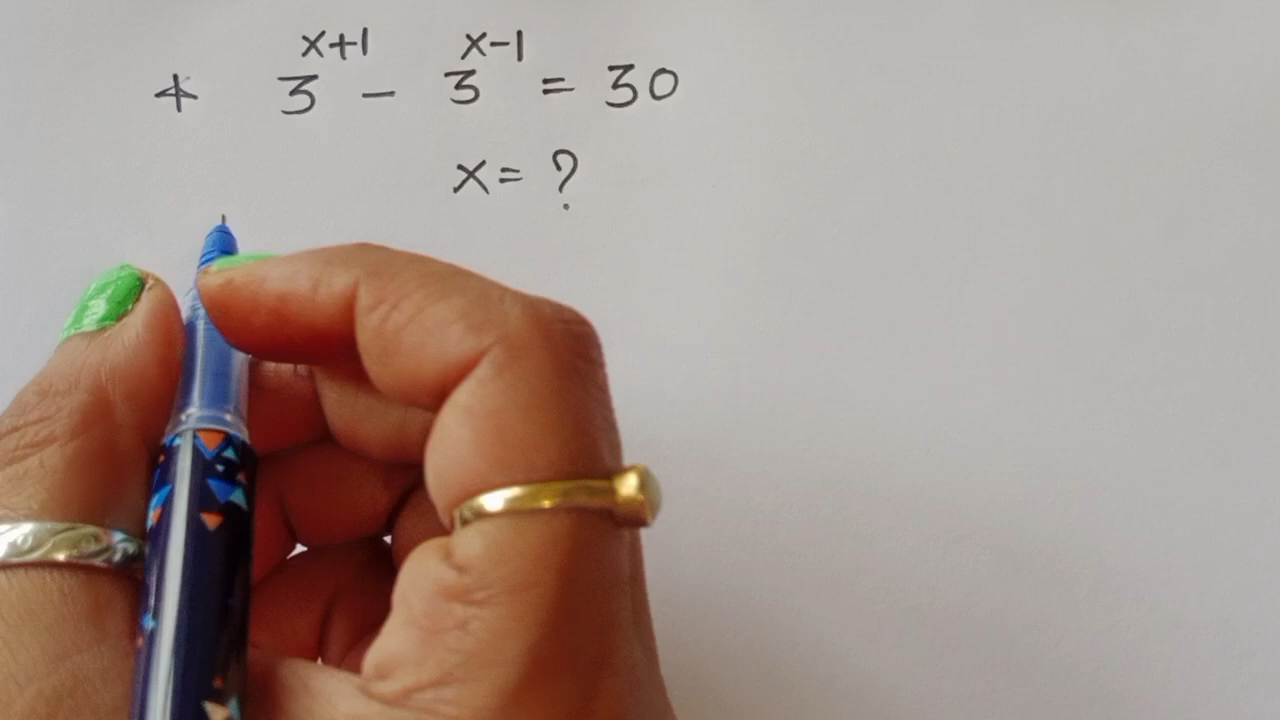 * 3^{x+1} - 3^{x-1} = 30
x = ?